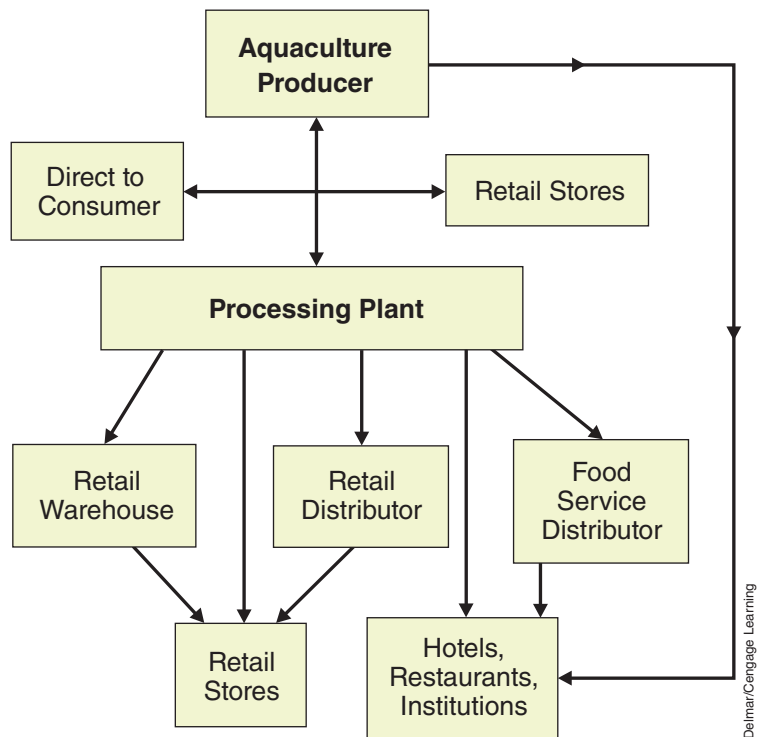 Aquaculture
Producer
Direct to
Consumer
Retail Stores
Processing Plant
Retail
Warehouse
Retail
Distributor
Food
Service
Distributor
Retail
Stores
Hotels,
Restaurants,
Institutions
Delmar/Cengage Learning